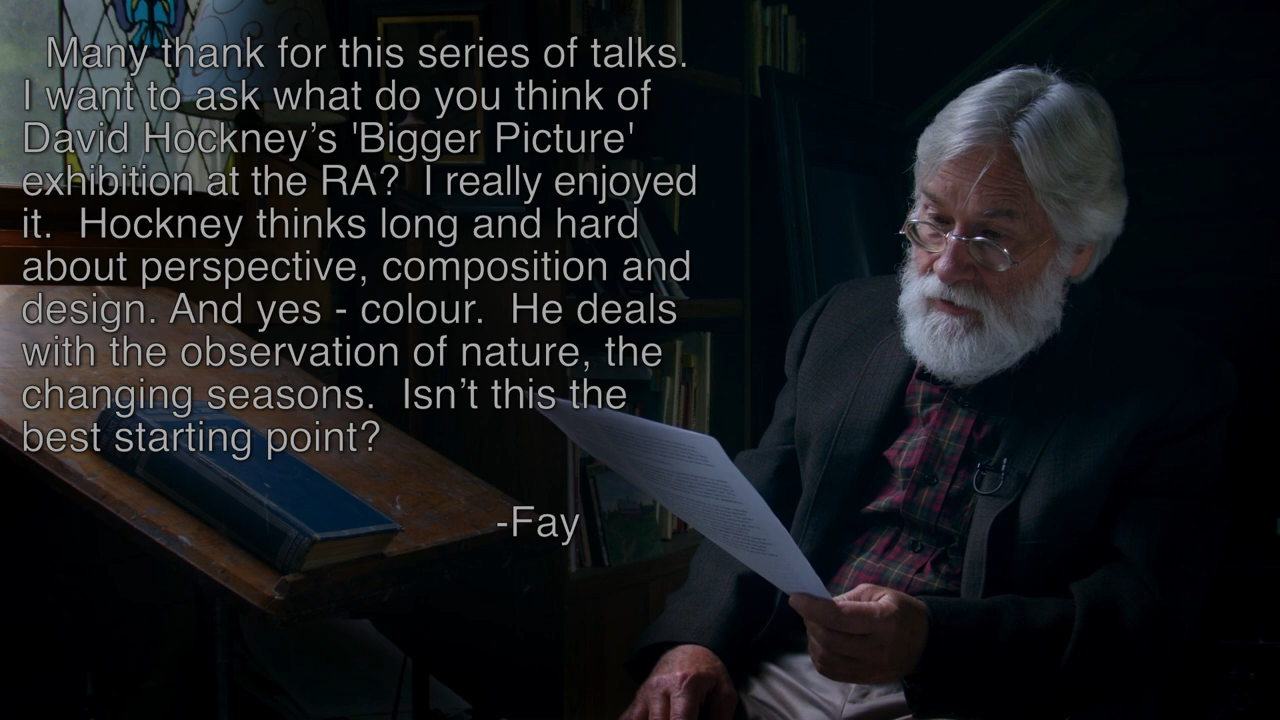 Many thank for this series of talks.
I want to ask what do you think of
David Hockney’s 'Bigger Picture'
exhibition at the RA?  I really enjoyed
it.  Hockney thinks long and hard
about perspective, composition and
design. And yes - colour.  He deals
with the observation of nature, the
changing seasons.  Isn’t this the
best starting point?
-Fay